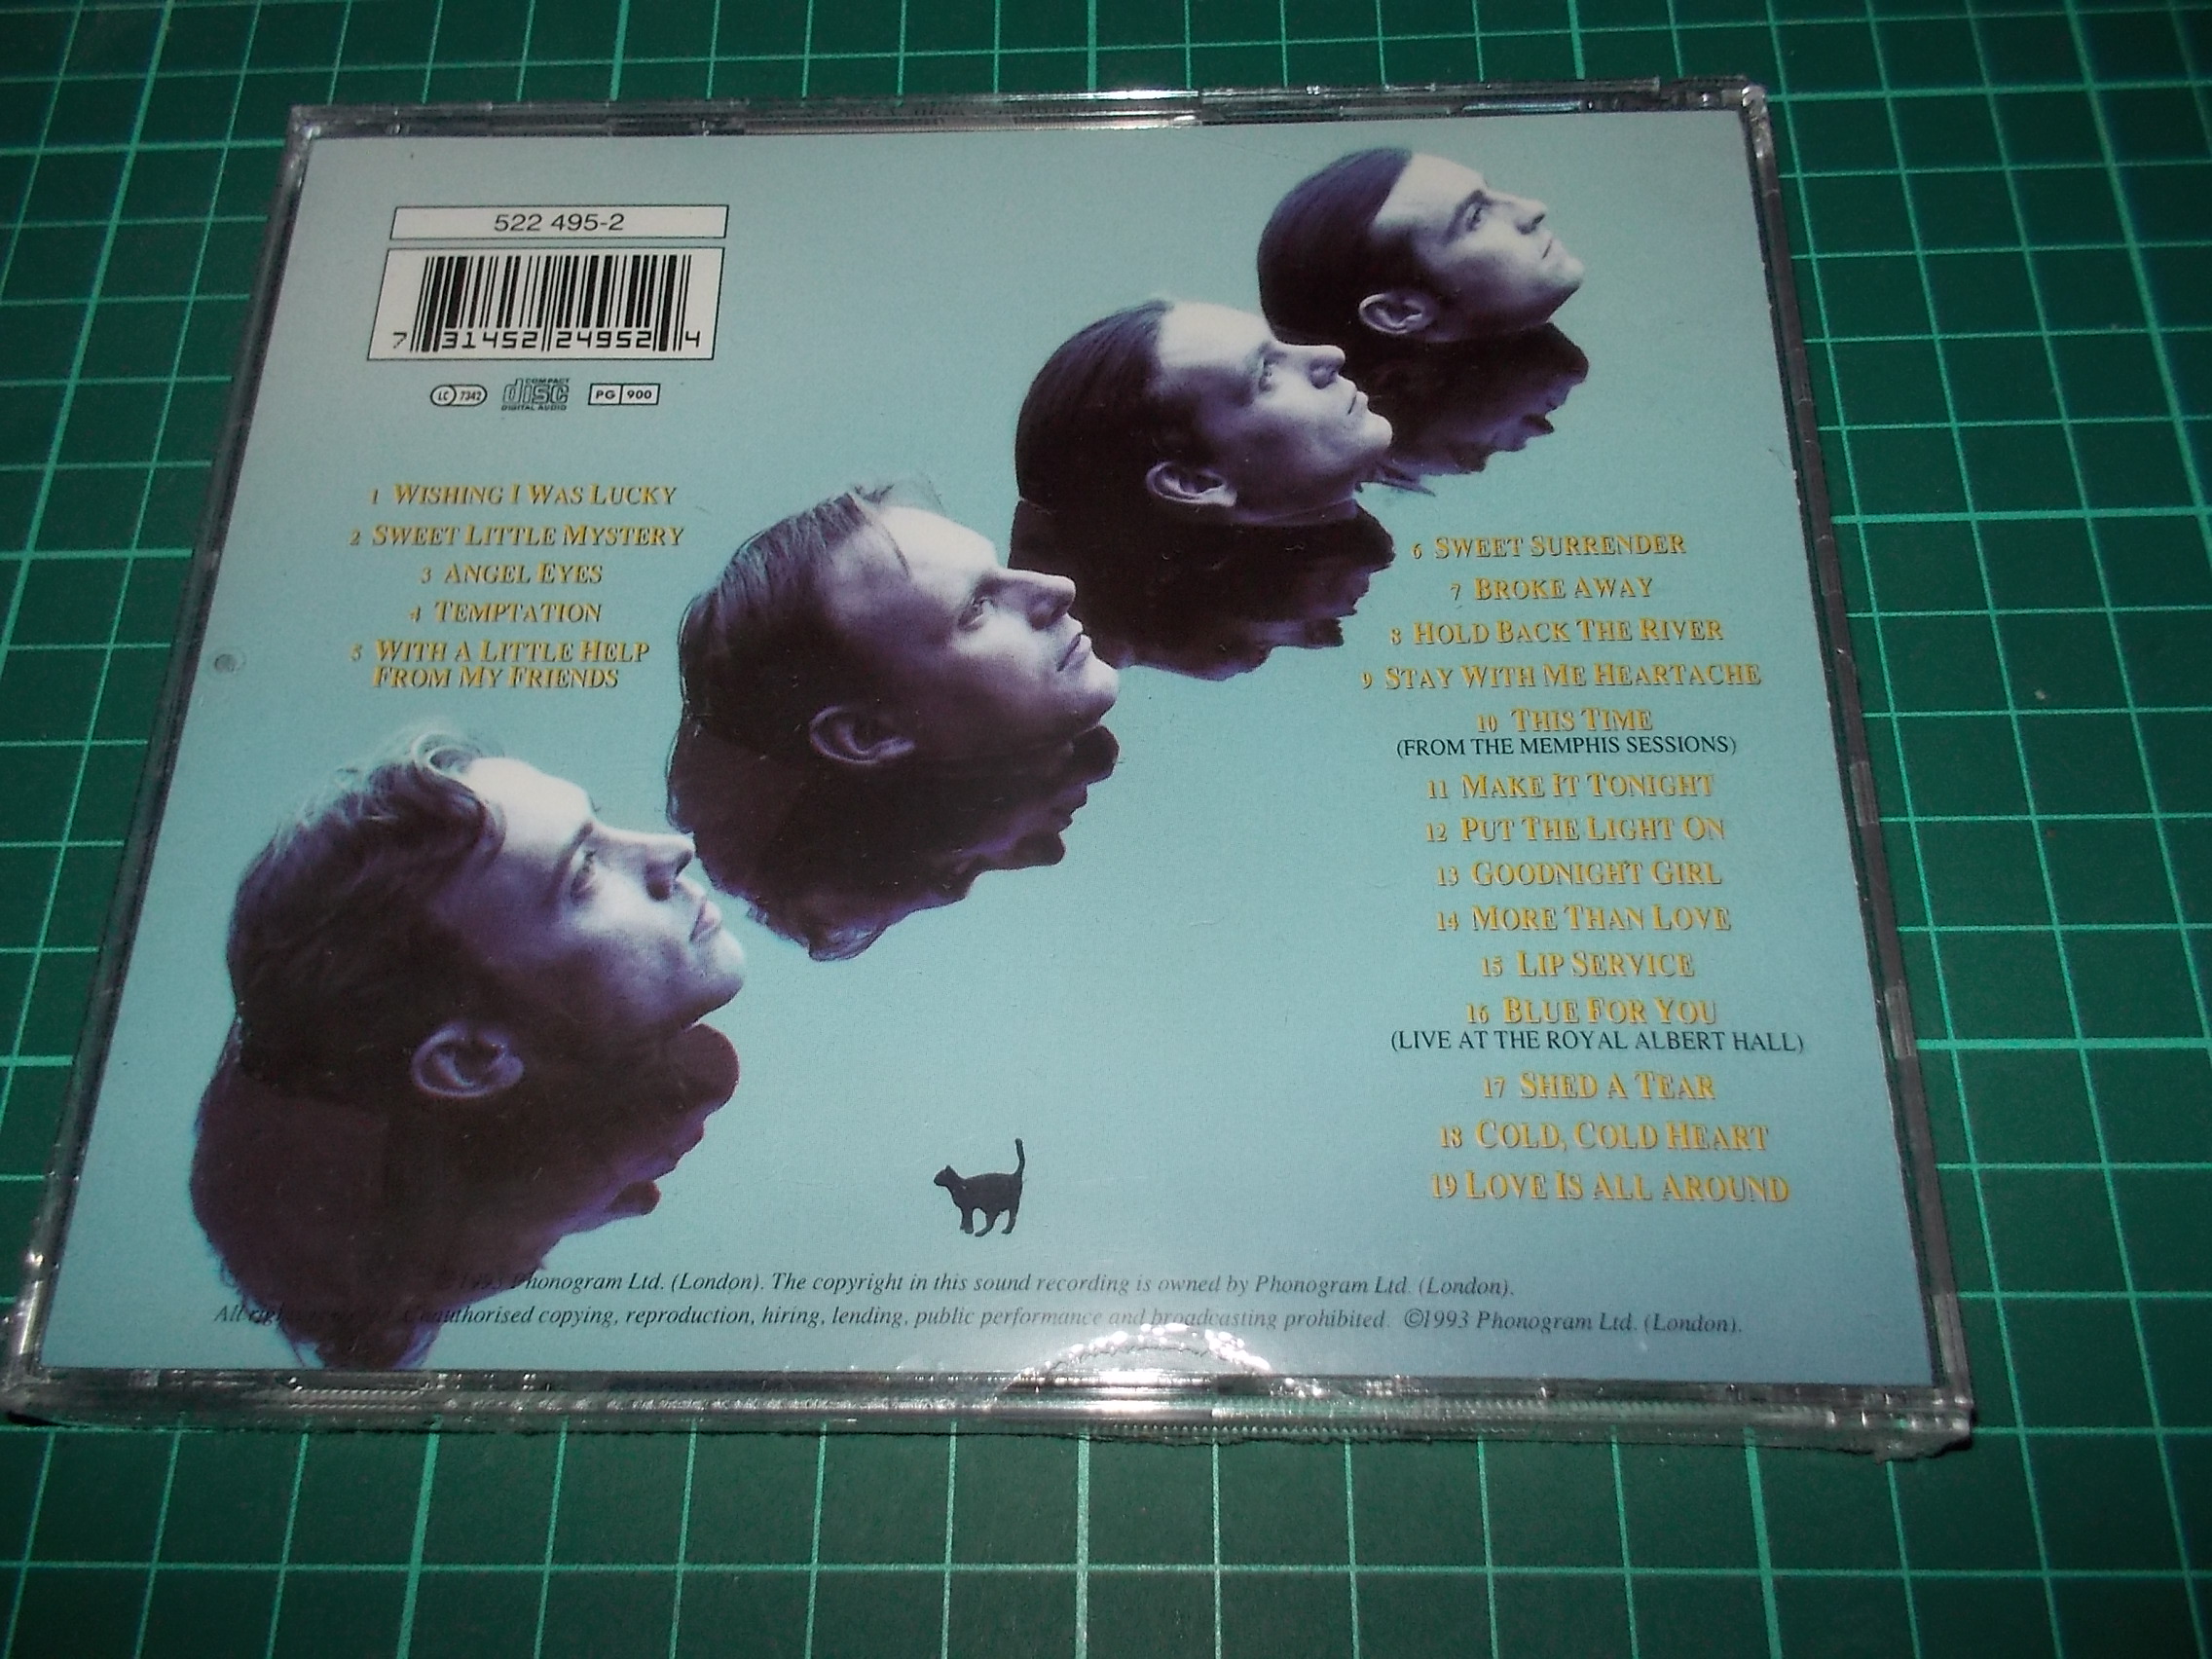 522 495-2
7 31452 24952 4
LC 7342
COMPACT
disc
DIGITAL AUDIO
PG 900
1 WISHING I WAS LUCKY
2 SWEET LITTLE MYSTERY
3 ANGEL EYES
4 TEMPTATION
5 WITH A LITTLE HELP
FROM MY FRIENDS
6 SWEET SURRENDER
7 BROKE AWAY
8 HOLD BACK THE RIVER
9 STAY WITH ME HEARTACHE
10 THIS TIME
(FROM THE MEMPHIS SESSIONS)
11 MAKE IT TONIGHT
12 PUT THE LIGHT ON
13 GOODNIGHT GIRL
14 MORE THAN LOVE
15 LIP SERVICE
16 BLUE FOR YOU
(LIVE AT THE ROYAL ALBERT HALL)
17 SHED A TEAR
18 COLD, COLD HEART
19 LOVE IS ALL AROUND
1993 Phonogram Ltd. (London). The copyright in this sound recording is owned by Phonogram Ltd. (London).
All Unauthorised copying, reproduction, hiring, lending, public performance and broadcasting prohibited. ©1993 Phonogram Ltd. (London).